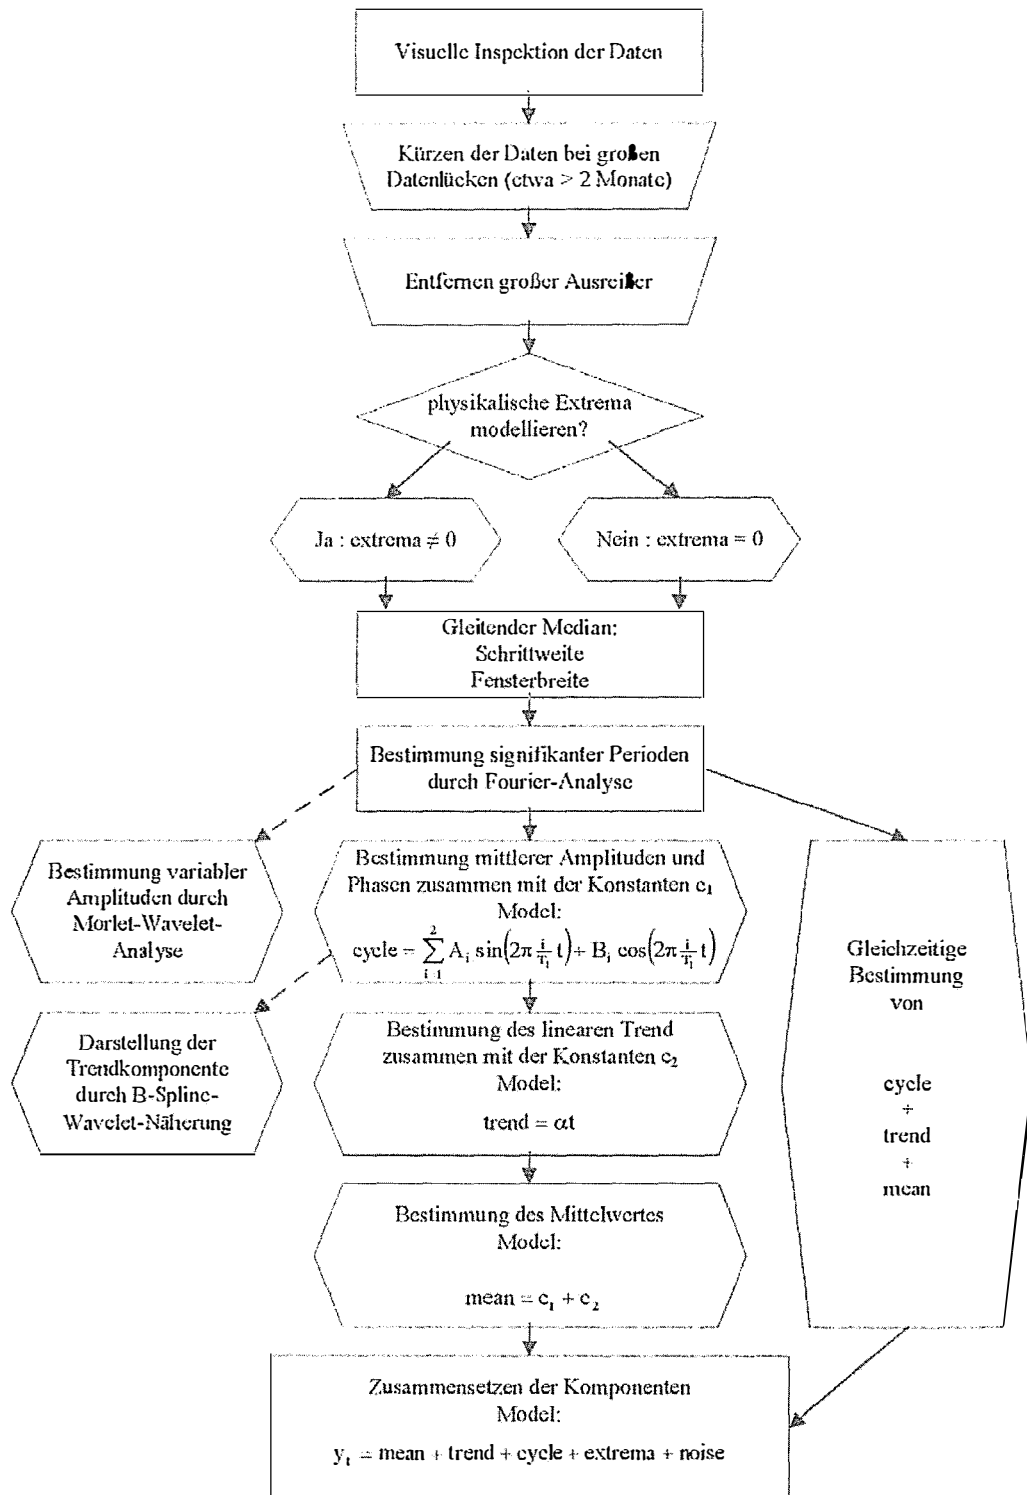 Visuelle Inspektion der Daten
Kürzen der Daten bei großen
Datenlücken (etwa > 2 Monate)
Entfernen großer Ausreißer
physikalische Extrema
modellieren?
Ja : extrema ≠ 0
Nein : extrema = 0
Gleitender Median:
Schrittweite
Fensterbreite
Bestimmung signifikanter Perioden
durch Fourier-Analyse
Bestimmung variabler
Amplituden durch
Morlet-Wavelet-
Analyse
Bestimmung mittlerer Amplituden und
Phasen zusammen mit der Konstanten c₁
Model:
cycle = ∑_{i=1}^{2} A_i sin(2π i/T_1 t) + B_i cos(2π i/T_1 t)
Gleichzeitige
Bestimmung
von
cycle
+
trend
+
mean
Darstellung der
Trendkomponente
durch B-Spline-
Wavelet-Näherung
Bestimmung des linearen Trend
zusammen mit der Konstanten c₂
Model:
trend = αt
Bestimmung des Mittelwertes
Model:
mean = c₁ + c₂
Zusammensetzen der Komponenten
Model:
y_t = mean + trend + cycle + extrema + noise